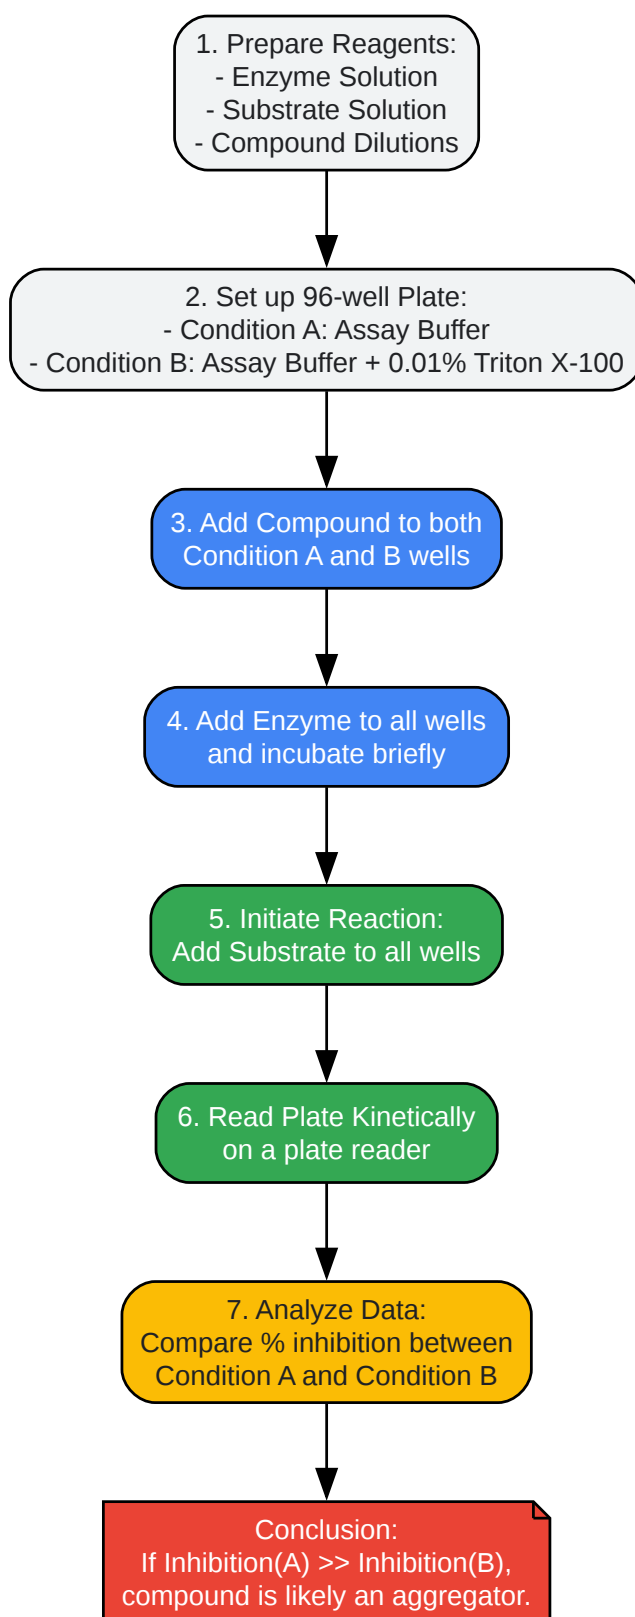 1. Prepare Reagents:
- Enzyme Solution
- Substrate Solution
- Compound Dilutions
2. Set up 96-well Plate:
- Condition A: Assay Buffer
- Condition B: Assay Buffer + 0.01% Triton X-100
3. Add Compound to both
Condition A and B wells
4. Add Enzyme to all wells
and incubate briefly
5. Initiate Reaction:
Add Substrate to all wells
6. Read Plate Kinetically
on a plate reader
7. Analyze Data:
Compare % inhibition between
Condition A and Condition B
Conclusion:
If Inhibition(A) >> Inhibition(B),
compound is likely an aggregator.